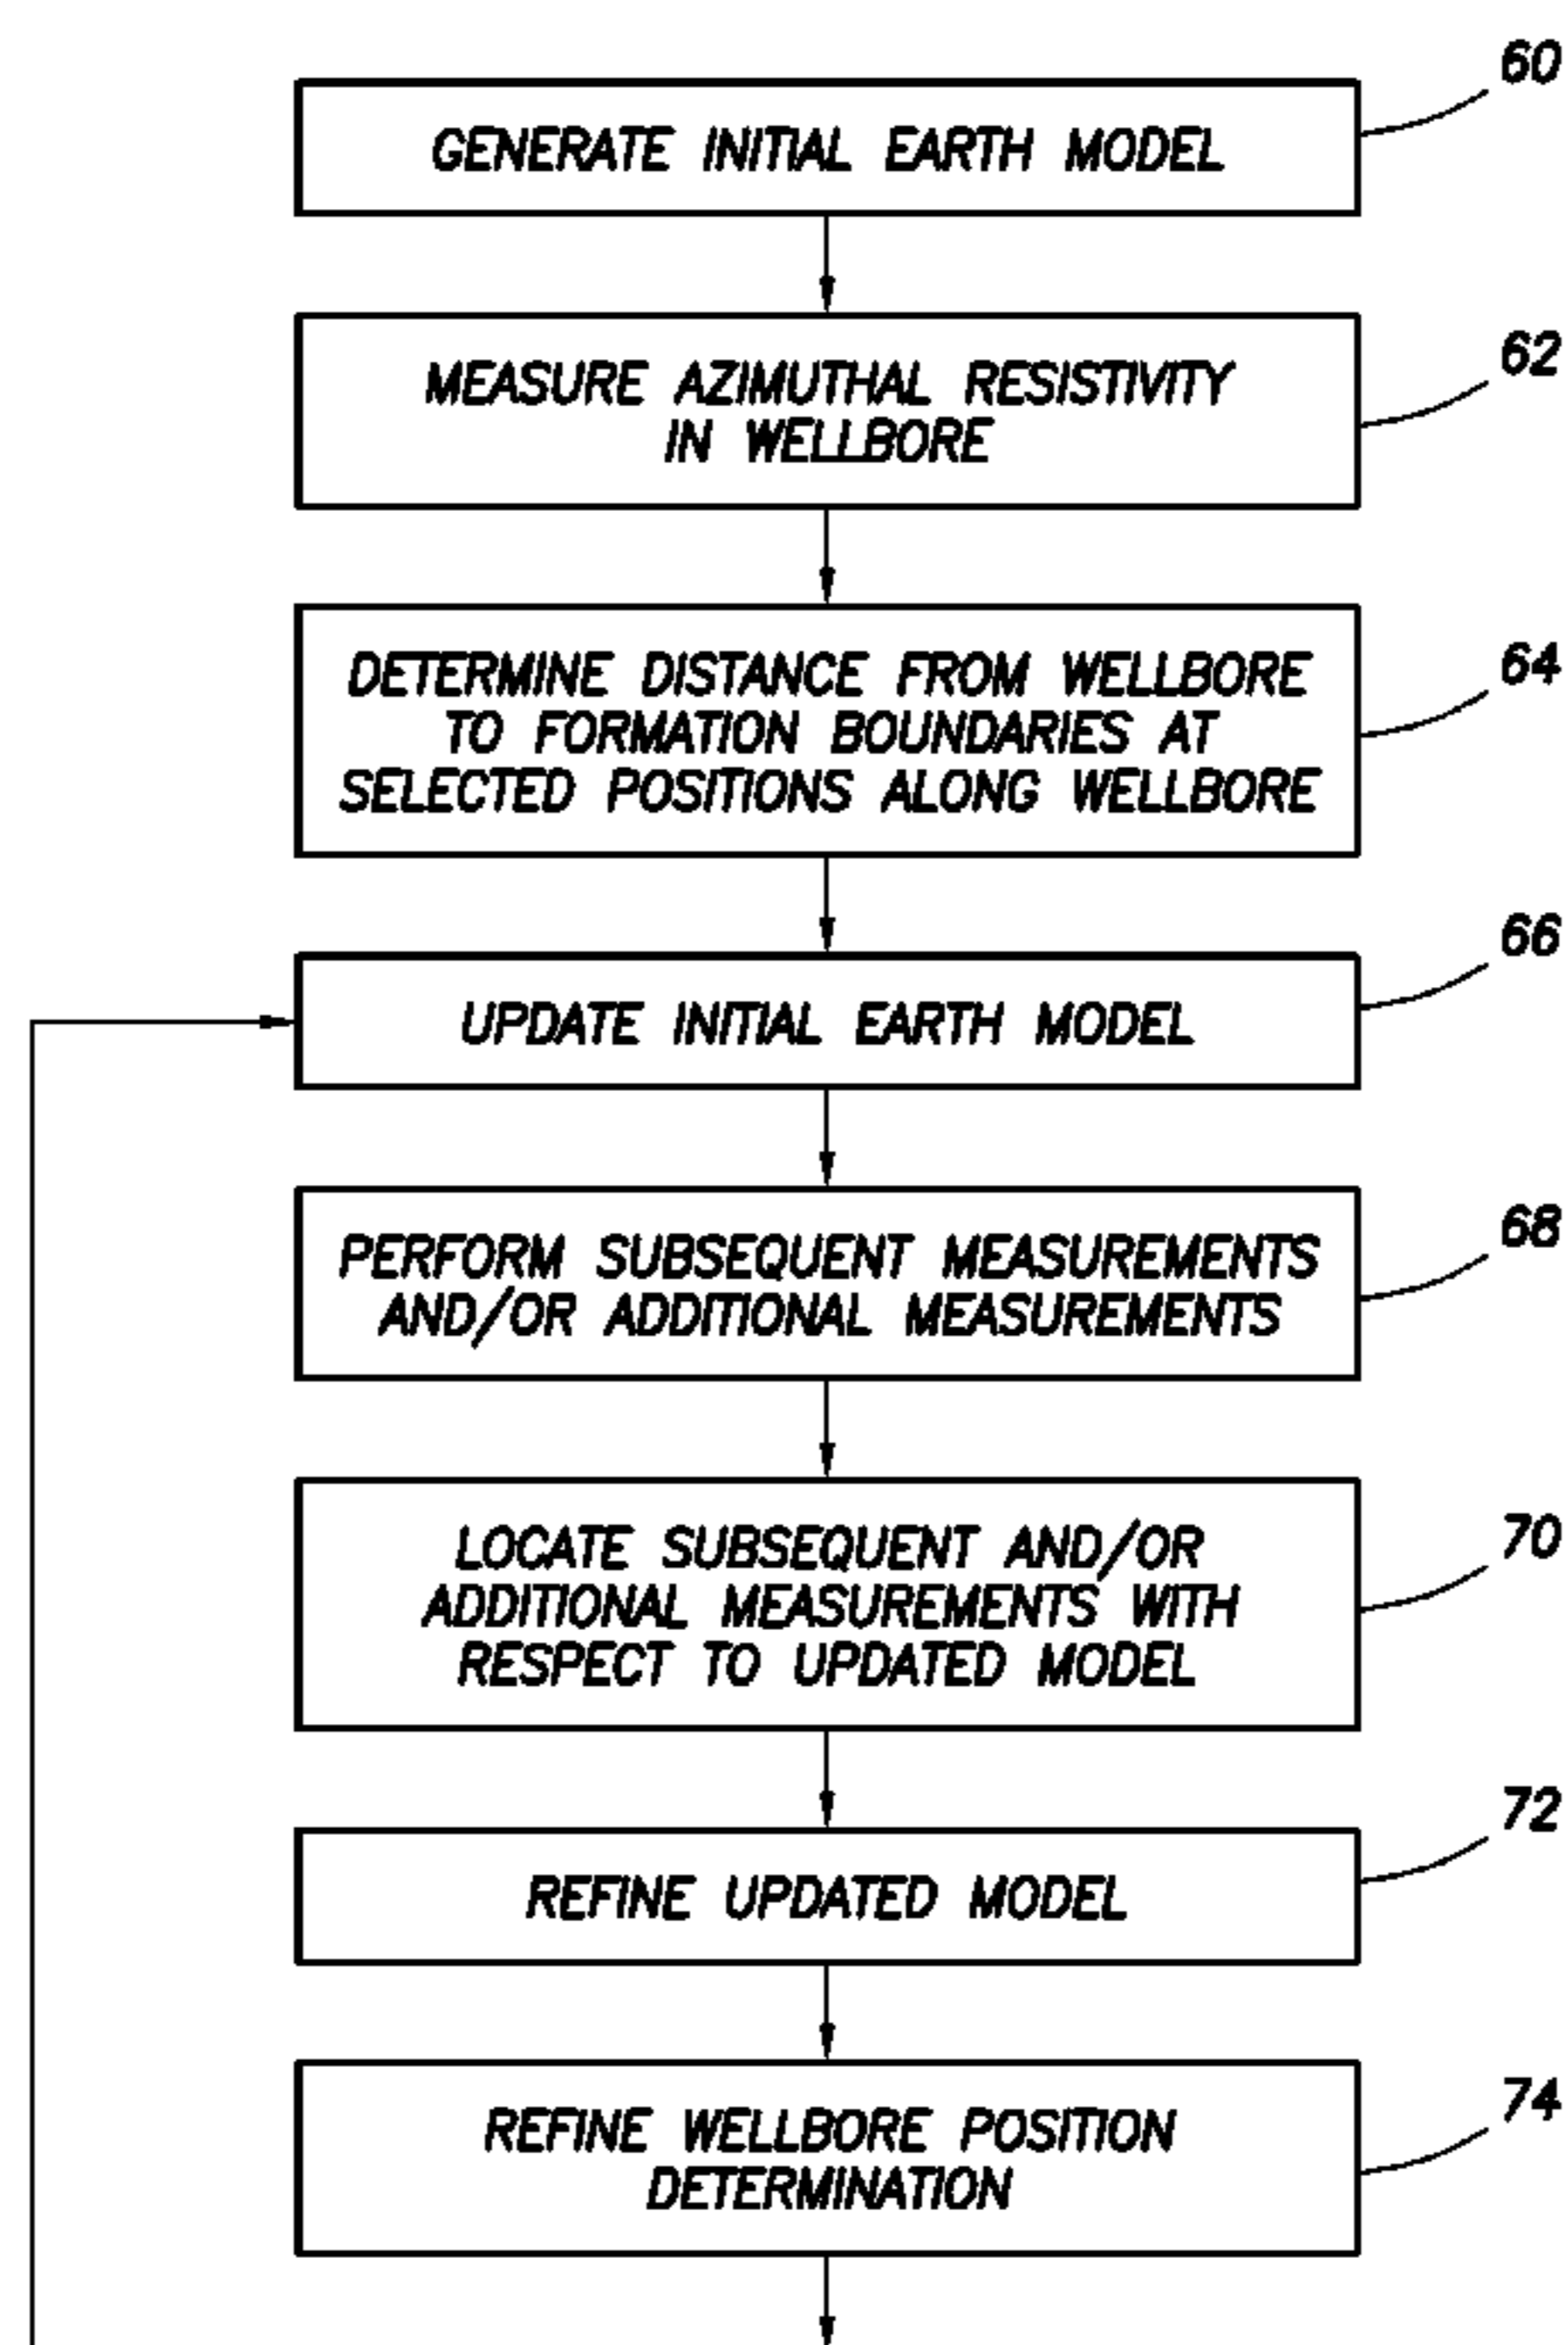 60
GENERATE INITIAL EARTH MODEL
62
MEASURE AZIMUTHAL RESISTIVITY
IN WELLBORE
64
DETERMINE DISTANCE FROM WELLBORE
TO FORMATION BOUNDARIES AT
SELECTED POSITIONS ALONG WELLBORE
66
UPDATE INITIAL EARTH MODEL
68
PERFORM SUBSEQUENT MEASUREMENTS
AND/OR ADDITIONAL MEASUREMENTS
70
LOCATE SUBSEQUENT AND/OR
ADDITIONAL MEASUREMENTS WITH
RESPECT TO UPDATED MODEL
72
REFINE UPDATED MODEL
74
REFINE WELLBORE POSITION
DETERMINATION